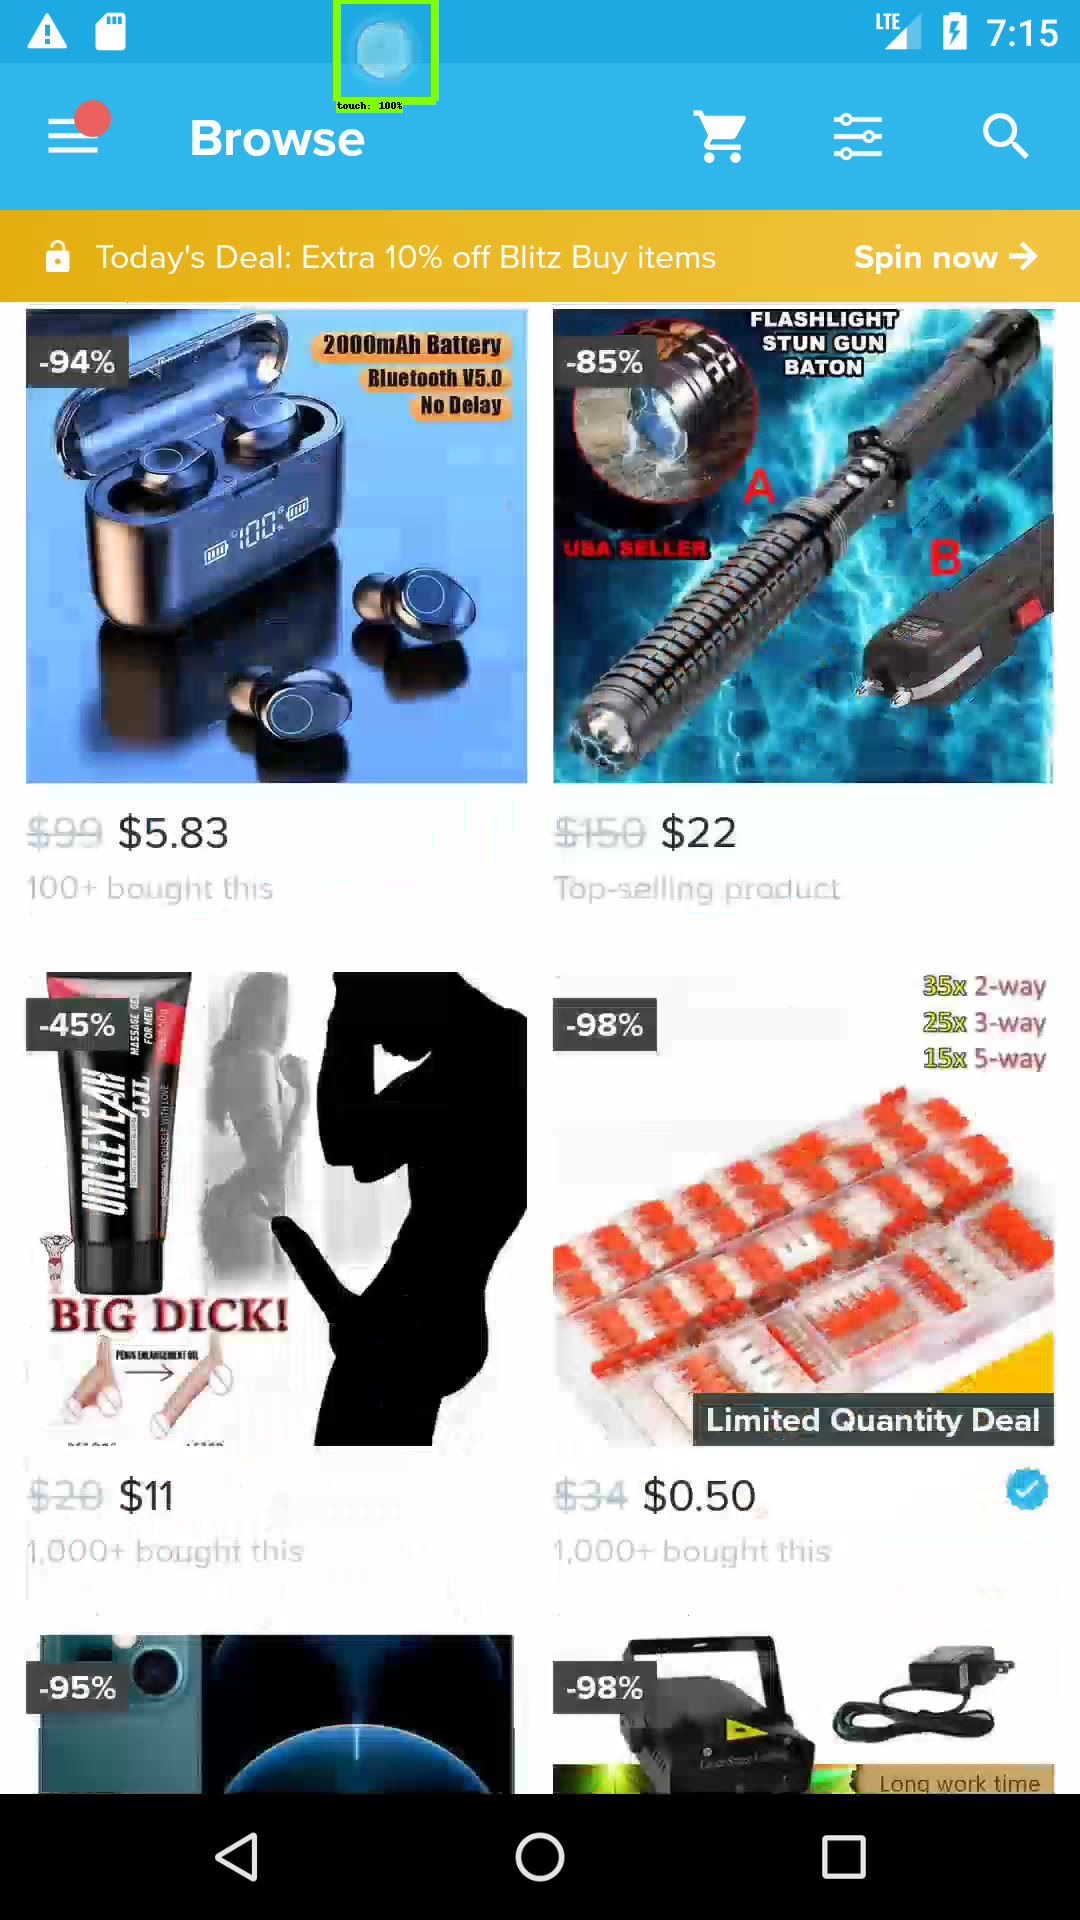 LTE 7:15
touch: 100%
Browse
Today's Deal: Extra 10% off Blitz Buy items Spin now →
-94%
2000mAh Battery
Bluetooth V5.0
No Delay
100%
$99 $5.83
100+ bought this
-85%
FLASHLIGHT
STUN GUN
BATON
A
USA SELLER
B
$150 $22
Top-selling product
-45%
MASSAGE GEL
FOR MEN
UNCLEYEAH
JJL
BIG DICK!
PENIS ENLARGEMENT OIL
$20 $11
1,000+ bought this
-98%
35x 2-way
25x 3-way
15x 5-way
Limited Quantity Deal
$34 $0.50
1,000+ bought this
-95%
-98%
Long work time